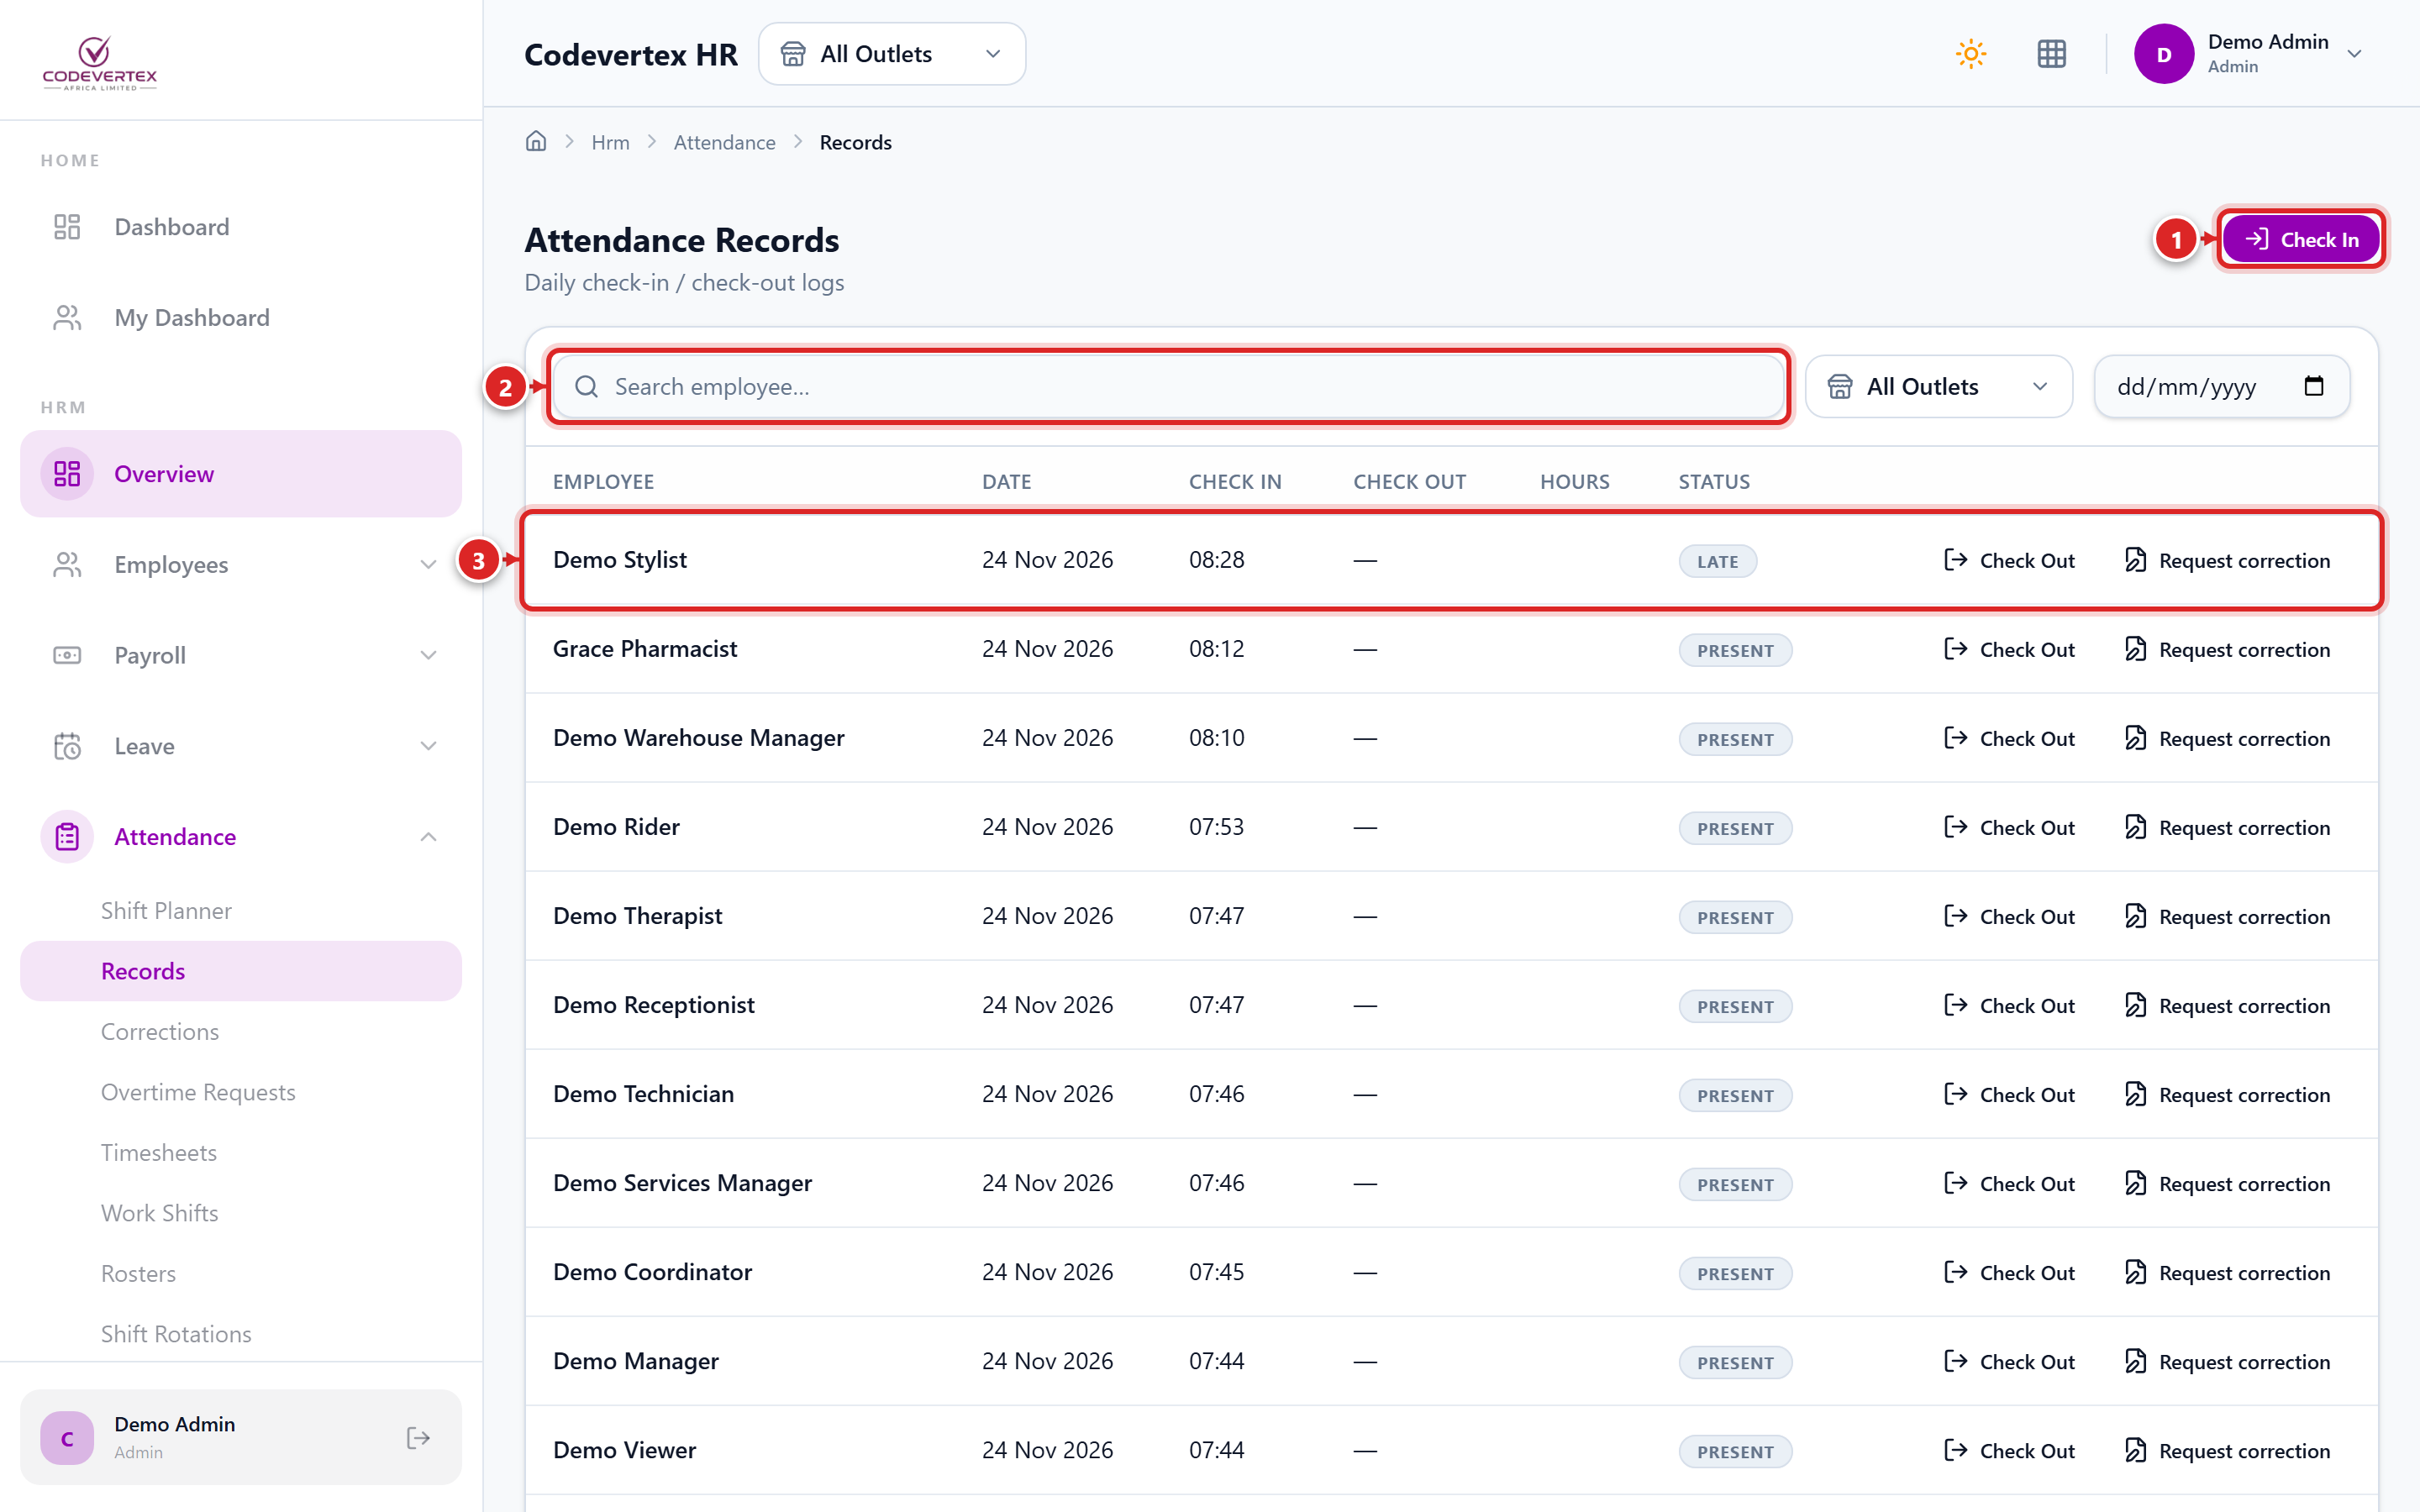 CODEVERTEX
AFRICA LIMITED
HOME
Dashboard
My Dashboard
HRM
Overview
Employees
Payroll
Leave
Attendance
Shift Planner
Records
Corrections
Overtime Requests
Timesheets
Work Shifts
Rosters
Shift Rotations
C
Demo Admin
Admin
Codevertex HR
All Outlets
D
Demo Admin
Admin
Hrm Attendance Records
Attendance Records
Daily check-in / check-out logs
1
Check In
2
Search employee...
All Outlets
dd/mm/yyyy
EMPLOYEE DATE CHECK IN CHECK OUT HOURS STATUS
3
Demo Stylist 24 Nov 2026 08:28 — LATE Check Out Request correction
Grace Pharmacist 24 Nov 2026 08:12 — PRESENT Check Out Request correction
Demo Warehouse Manager 24 Nov 2026 08:10 — PRESENT Check Out Request correction
Demo Rider 24 Nov 2026 07:53 — PRESENT Check Out Request correction
Demo Therapist 24 Nov 2026 07:47 — PRESENT Check Out Request correction
Demo Receptionist 24 Nov 2026 07:47 — PRESENT Check Out Request correction
Demo Technician 24 Nov 2026 07:46 — PRESENT Check Out Request correction
Demo Services Manager 24 Nov 2026 07:46 — PRESENT Check Out Request correction
Demo Coordinator 24 Nov 2026 07:45 — PRESENT Check Out Request correction
Demo Manager 24 Nov 2026 07:44 — PRESENT Check Out Request correction
Demo Viewer 24 Nov 2026 07:44 — PRESENT Check Out Request correction